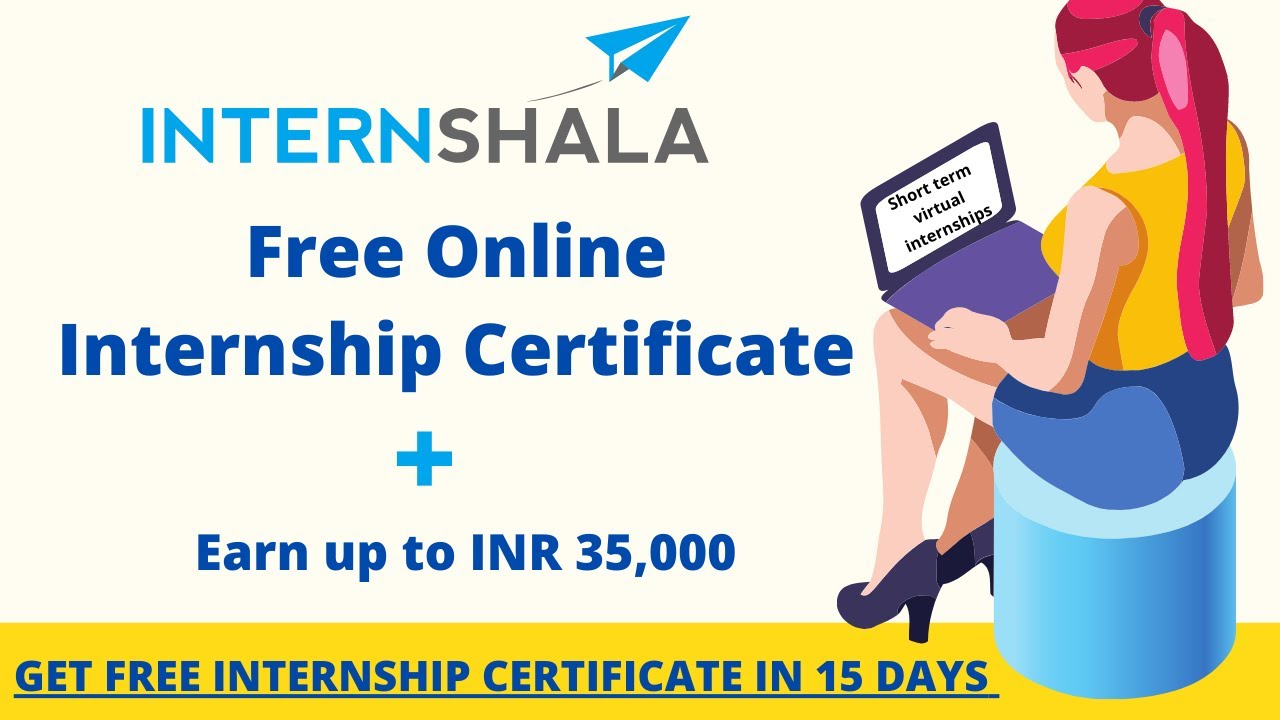 INTERNSHALA
Free Online
Internship Certificate
+
Earn up to INR 35,000
Short term
virtual
internships
GET FREE INTERNSHIP CERTIFICATE IN 15 DAYS